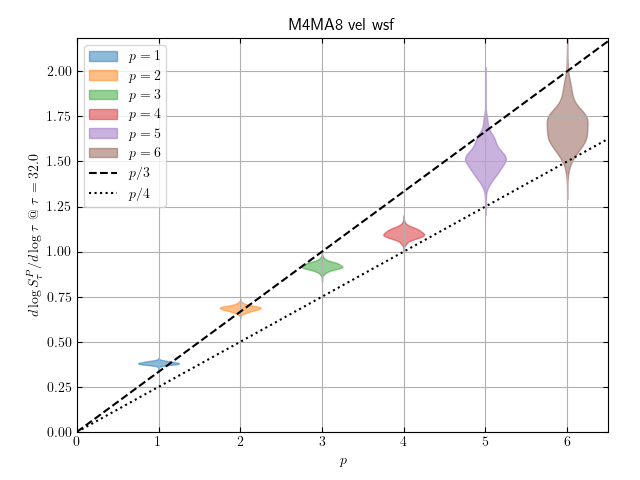 M4MA8 vel wsf
p = 1
p = 2
p = 3
p = 4
p = 5
p = 6
p/3
p/4
d log S_τ^P / d log τ @ τ = 32.0
2.00
1.75
1.50
1.25
1.00
0.75
0.50
0.25
0.00
0 1 2 3 4 5 6
p